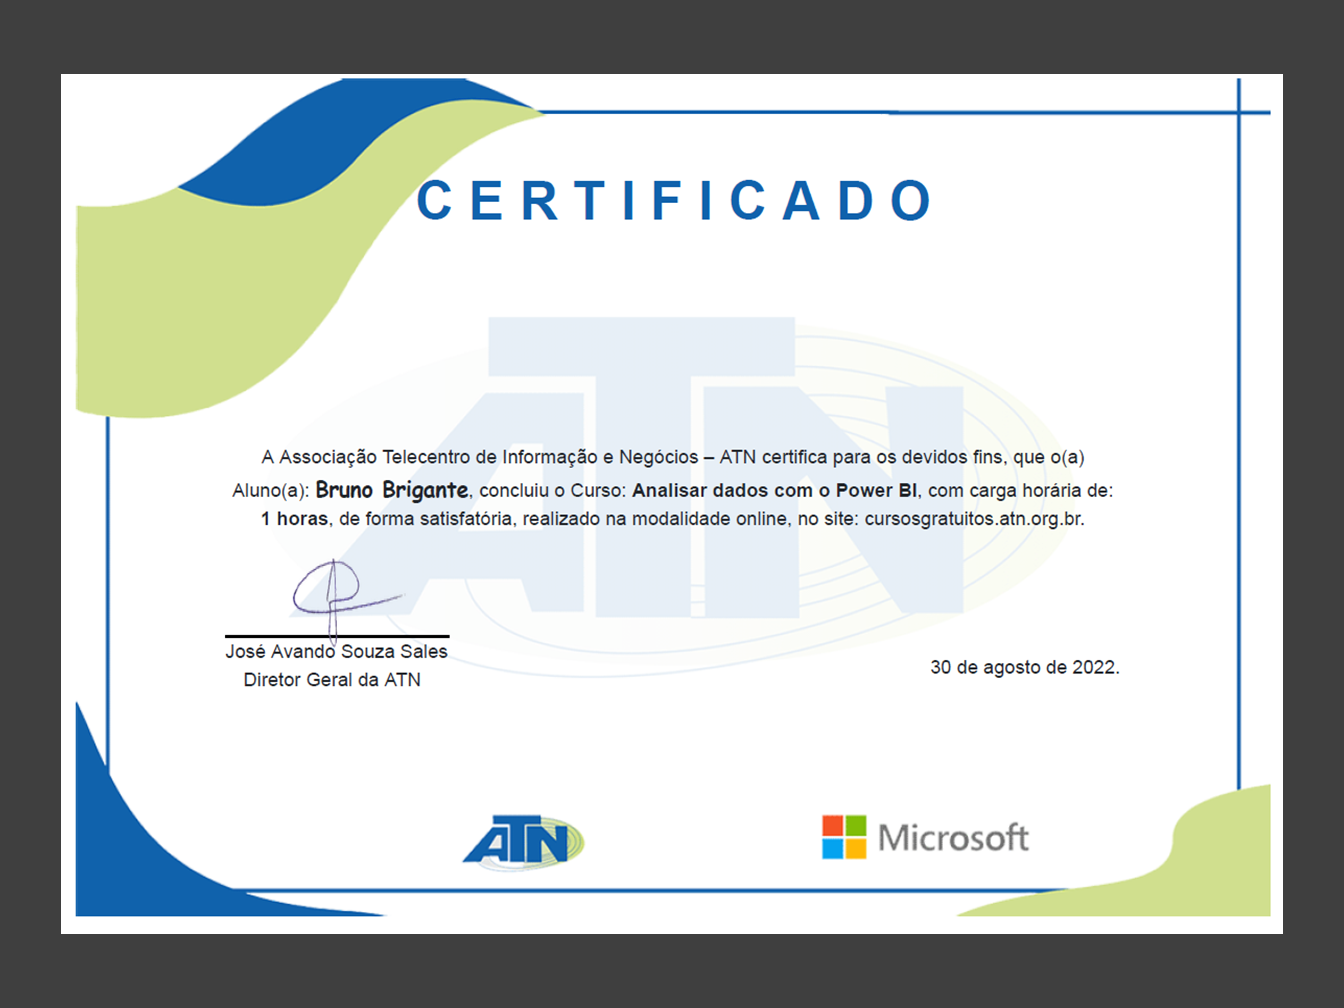 CERTIFICADO
ATN
A Associação Telecentro de Informação e Negócios – ATN certifica para os devidos fins, que o(a)
Aluno(a): Bruno Brigante, concluiu o Curso: Analisar dados com o Power BI, com carga horária de:
1 horas, de forma satisfatória, realizado na modalidade online, no site: cursosgratuitos.atn.org.br.
José Avando Souza Sales
Diretor Geral da ATN
30 de agosto de 2022.
ATN
Microsoft